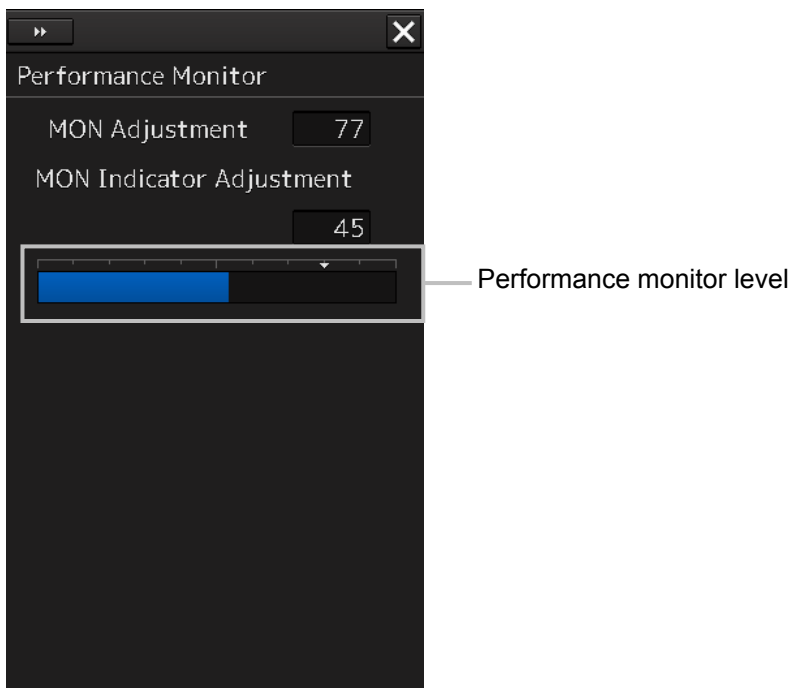 Performance Monitor
MON Adjustment 77
MON Indicator Adjustment
45
Performance monitor level